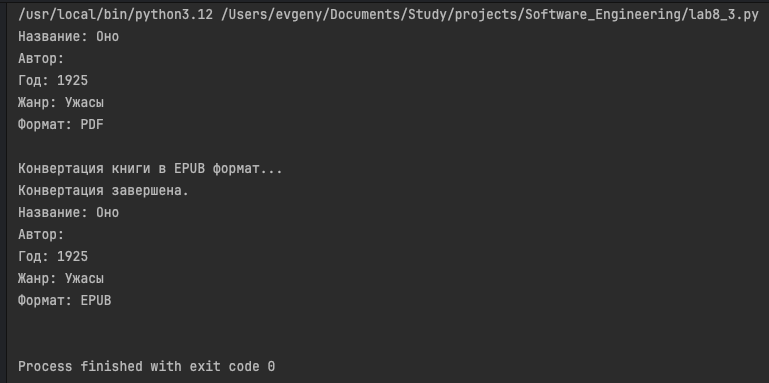 /usr/local/bin/python3.12 /Users/evgeny/Documents/Study/projects/Software_Engineering/lab8_3.py
Название: Оно
Автор:
Год: 1925
Жанр: Ужасы
Формат: PDF
Конвертация книги в EPUB формат...
Конвертация завершена.
Название: Оно
Автор:
Год: 1925
Жанр: Ужасы
Формат: EPUB
Process finished with exit code 0